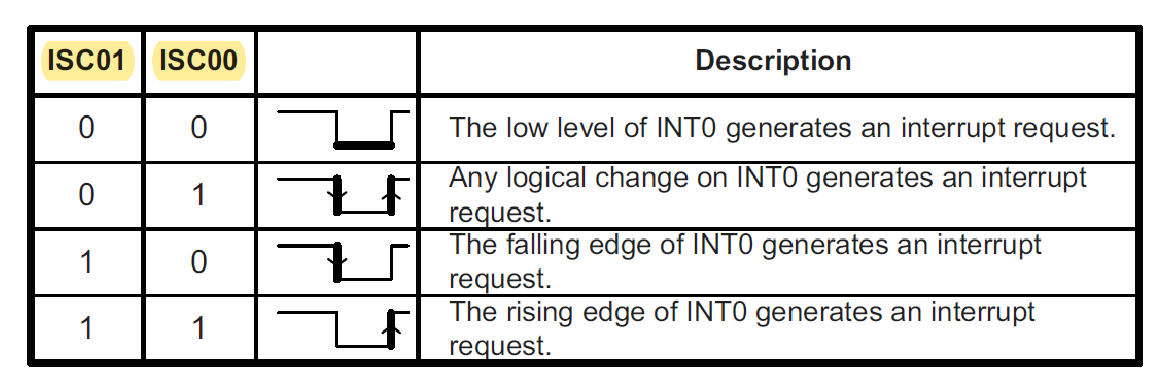 ISC01 ISC00 Description
0 0 The low level of INT0 generates an interrupt request.
0 1 Any logical change on INT0 generates an interrupt
request.
1 0 The falling edge of INT0 generates an interrupt
request.
1 1 The rising edge of INT0 generates an interrupt
request.